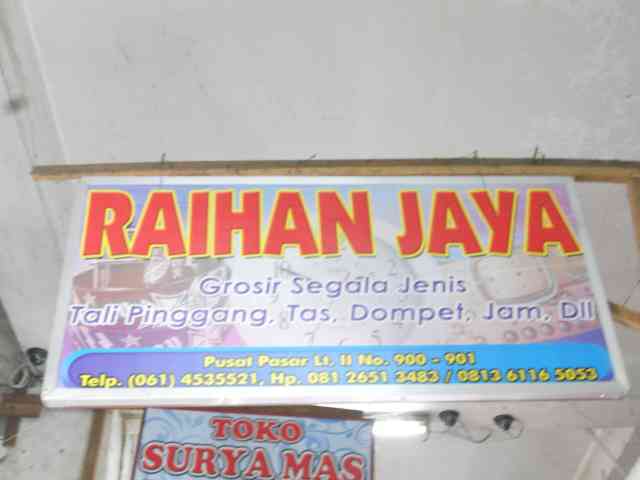 RAIHAN JAYA
Grosir Segala Jenis
Tali Pinggang, Tas, Dompet, Jam, Dll
Pusat Pasar Lt. II No. 900 - 901
Telp. (061) 4535521, Hp. 081 2651 3483 / 0813 6116 5053
TOKO
SURYA MAS